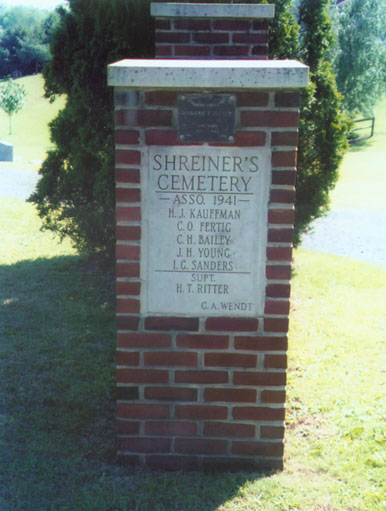 SHREINER'S
CEMETERY
— ASSO. 1941 —
H. J. KAUFFMAN
C. O. FERTIG
C. H. BAILEY
J. H. YOUNG
I. G. SANDERS
SUPT.
H. T. RITTER
C. A. WENDT